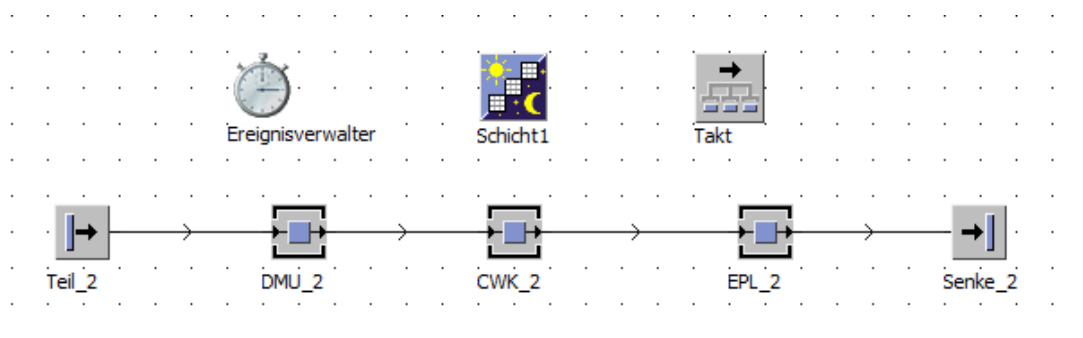 Ereignisverwalter
Schicht1
Takt
Teil_2
DMU_2
CWK_2
EPL_2
Senke_2